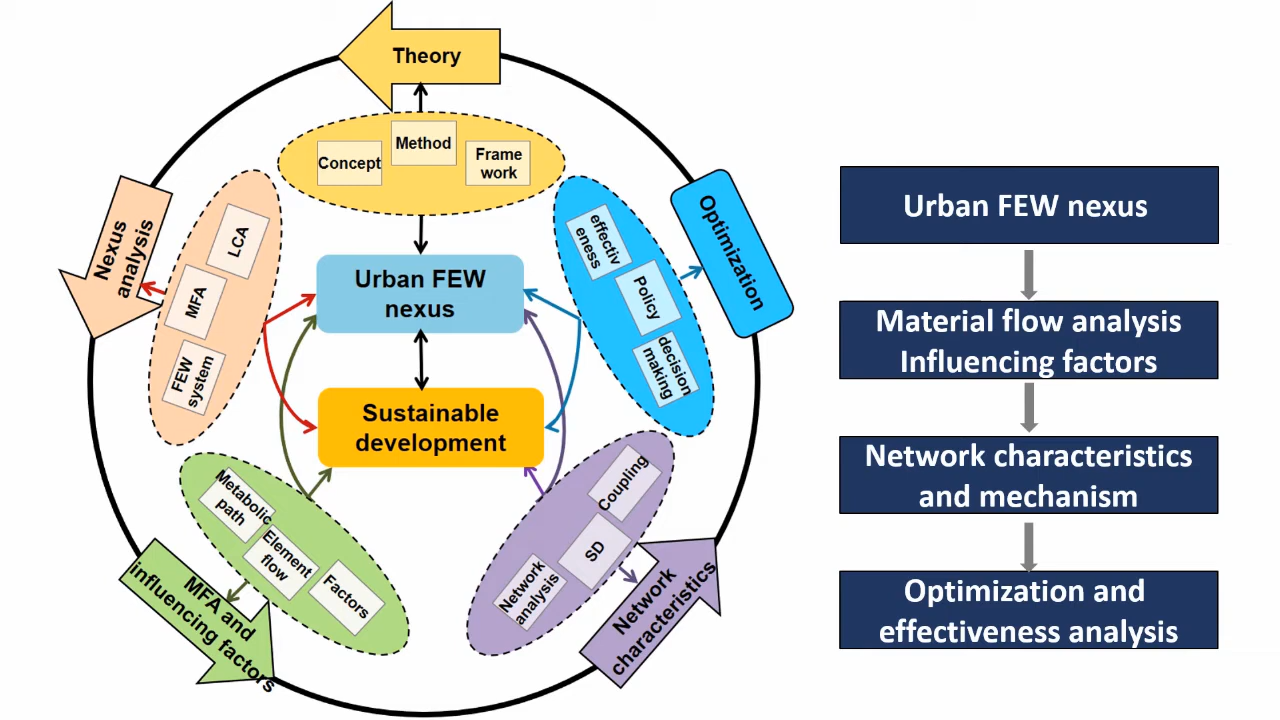 Theory
Concept
Method
Frame
work
Nexus
analysis
LCA
MFA
FEW
system
Urban FEW
nexus
Sustainable
development
effectiv
eness
Policy
decision
making
Optimization
Metabolic
path
Element
flow
Factors
MFA and
influencing factors
Coupling
SD
Network
analysis
Network
characteristics
Urban FEW nexus
Material flow analysis
Influencing factors
Network characteristics
and mechanism
Optimization and
effectiveness analysis